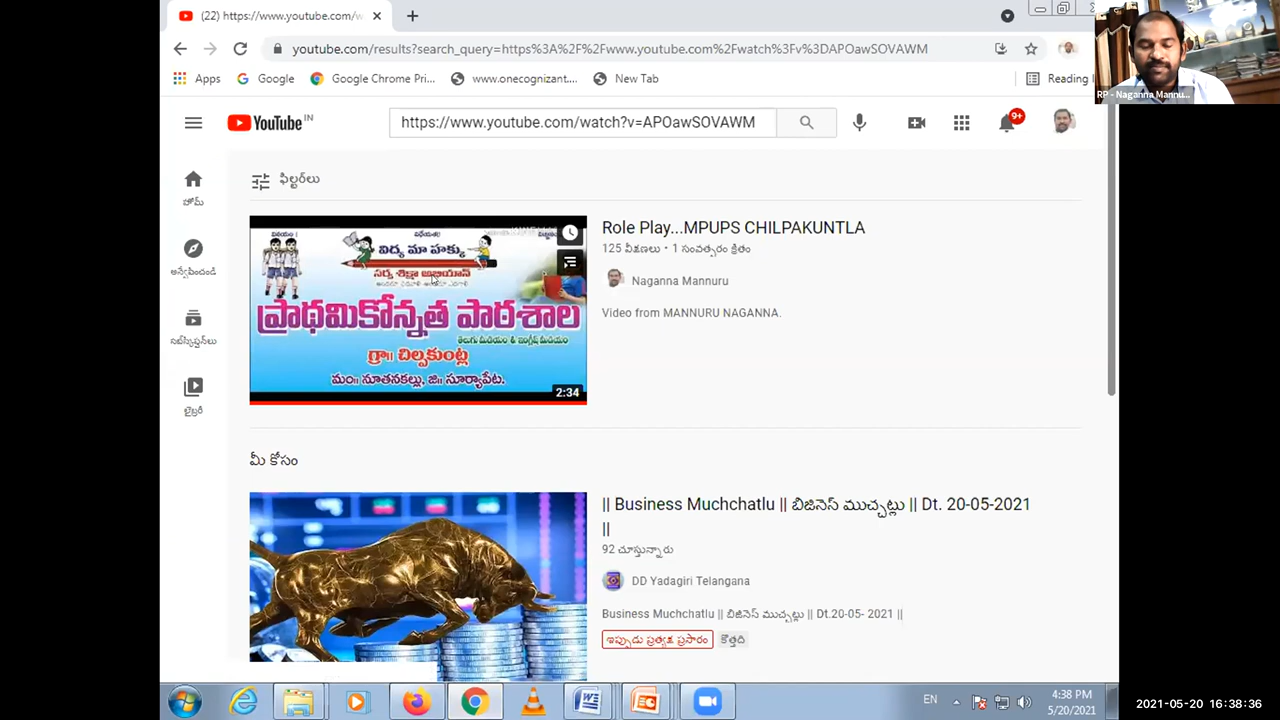 (22) https://www.youtube.com/w
youtube.com/results?search_query=https%3A%2F%2Fwww.youtube.com%2Fwatch%3Fv%3DAPOawSOVAWM
Apps
Google
Google Chrome Pri...
www.onecognizant....
New Tab
Reading
RP - Naganna Mannu...
YouTube IN
https://www.youtube.com/watch?v=APOawSOVAWM
9+
హోమ్
అన్వేషించండి
సబ్‌స్క్రిప్షన్‌లు
లైబ్రరీ
ఫిల్టర్‌లు
వినయం!
విద్య మా హక్కు
సర్వ శిక్షా అభియాన్
ప్రాథమికోన్నత పాఠశాల
తెలుగు మీడియం & ఇంగ్లీష్ మీడియం
గ్రా॥ చిల్పకుంట్ల
మం॥ నూతనకల్లు, జి॥ సూర్యాపేట.
2:34
Role Play...MPUPS CHILPAKUNTLA
125 వీక్షణలు • 1 సంవత్సరం క్రితం
Naganna Mannuru
Video from MANNURU NAGANNA.
మీ కోసం
|| Business Muchchatlu || బిజినెస్ ముచ్చట్లు || Dt. 20-05-2021
||
92 చూస్తున్నారు
DD Yadagiri Telangana
Business Muchchatlu || బిజినెస్ ముచ్చట్లు || Dt.20-05- 2021 ||
ఇప్పుడు ప్రత్యక్ష ప్రసారం
కొత్తది
EN
4:38 PM
5/20/2021
2021-05-20 16:38:36